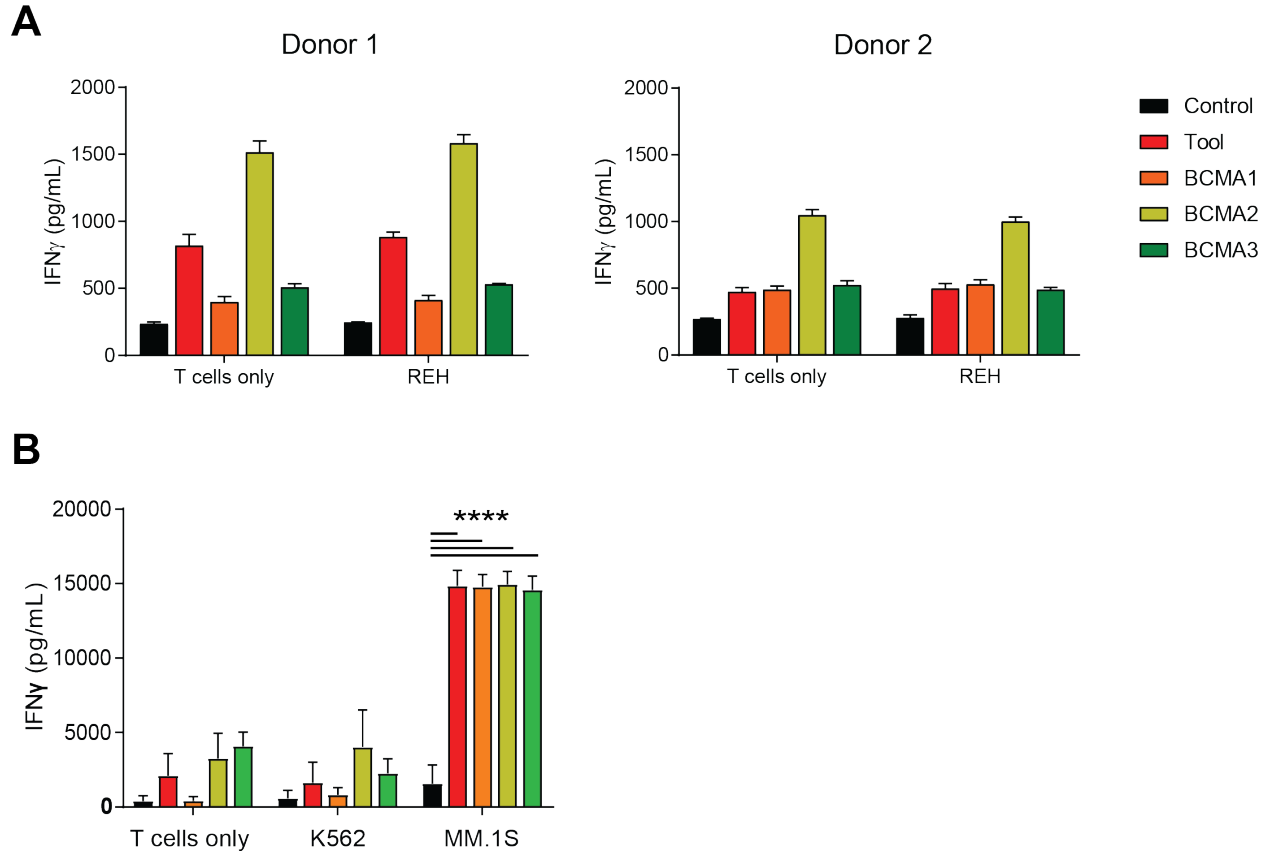 A
Donor 1
Donor 2
2000
1500
1000
500
0
IFNγ (pg/mL)
T cells only
REH
2000
1500
1000
500
0
IFNγ (pg/mL)
T cells only
REH
Control
Tool
BCMA1
BCMA2
BCMA3
B
20000
15000
10000
5000
0
IFNγ (pg/mL)
****
T cells only
K562
MM.1S